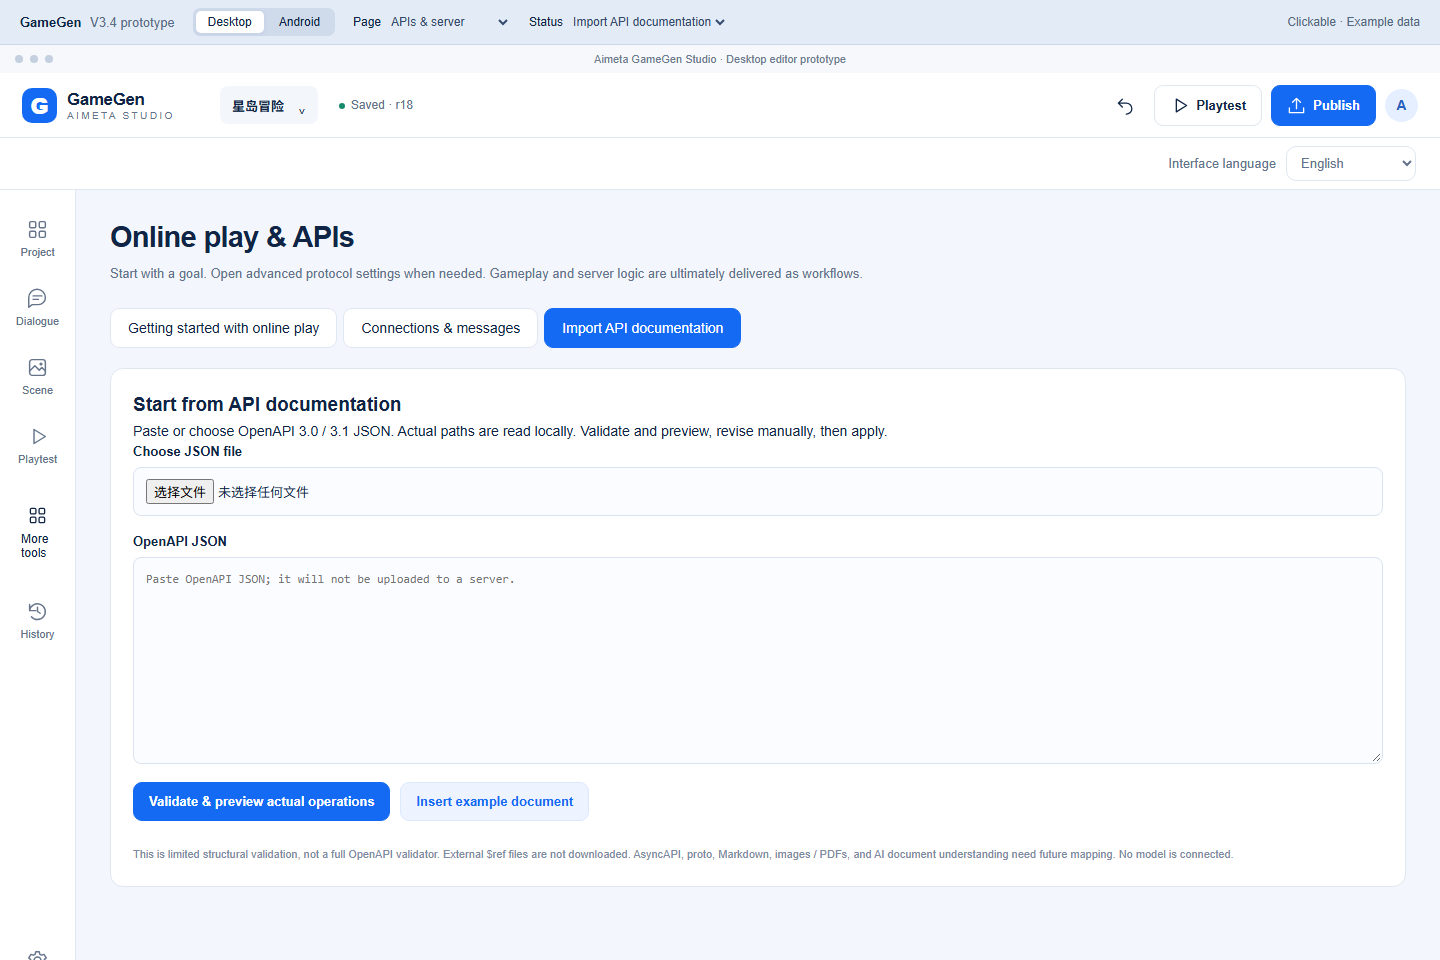 GameGen V3.4 prototype Desktop Android Page APIs & server Status Import API documentation Clickable · Example data
Aimeta GameGen Studio · Desktop editor prototype
G GameGen
AIMETA STUDIO
星岛冒险
Saved · r18
Playtest
Publish
A
Interface language English
Project
Dialogue
Scene
Playtest
More
tools
History
Online play & APIs
Start with a goal. Open advanced protocol settings when needed. Gameplay and server logic are ultimately delivered as workflows.
Getting started with online play Connections & messages Import API documentation
Start from API documentation
Paste or choose OpenAPI 3.0 / 3.1 JSON. Actual paths are read locally. Validate and preview, revise manually, then apply.
Choose JSON file
选择文件 未选择任何文件
OpenAPI JSON
Paste OpenAPI JSON; it will not be uploaded to a server.
Validate & preview actual operations Insert example document
This is limited structural validation, not a full OpenAPI validator. External $ref files are not downloaded. AsyncAPI, proto, Markdown, images / PDFs, and AI document understanding need future mapping. No model is connected.